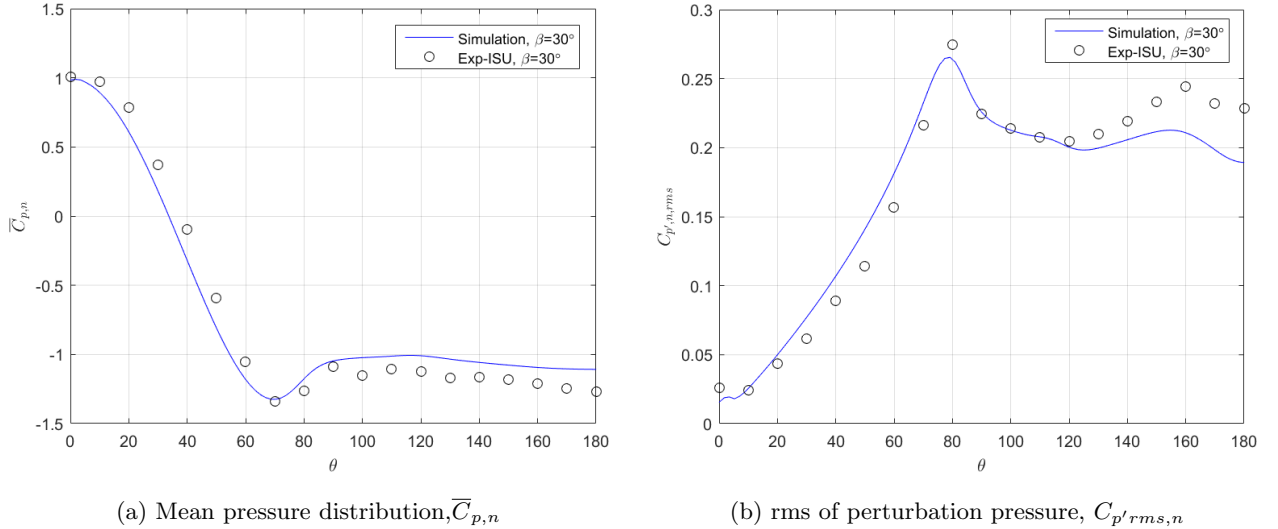 1.5
1
0.5
0
-0.5
-1
-1.5
0 20 40 60 80 100 120 140 160 180
θ
C̅p,n
Simulation, β=30°
Exp-ISU, β=30°
(a) Mean pressure distribution,C̅p,n
0.3
0.25
0.2
0.15
0.1
0.05
0
0 20 40 60 80 100 120 140 160 180
θ
Cp′,n,rms
Simulation, β=30°
Exp-ISU, β=30°
(b) rms of perturbation pressure, Cp′rms,n